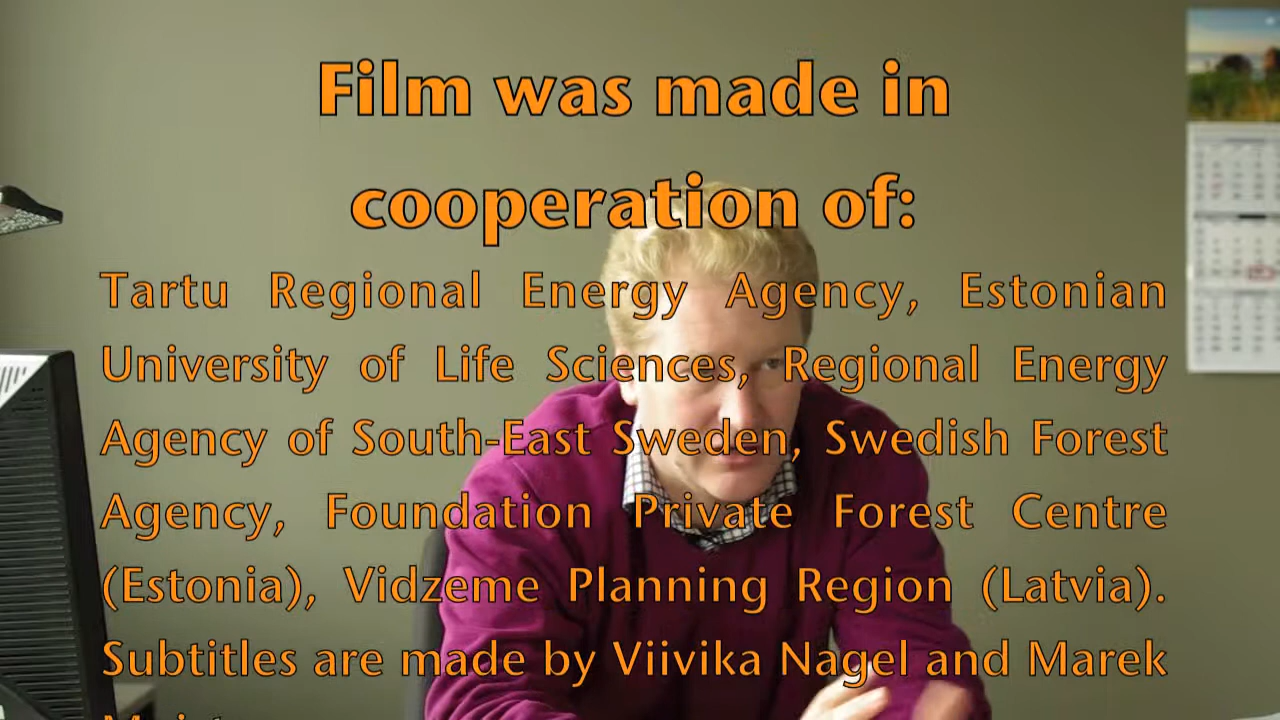 Film was made in
cooperation of:
Tartu Regional Energy Agency, Estonian
University of Life Sciences, Regional Energy
Agency of South-East Sweden, Swedish Forest
Agency, Foundation Private Forest Centre
(Estonia), Vidzeme Planning Region (Latvia).
Subtitles are made by Viivika Nagel and Marek